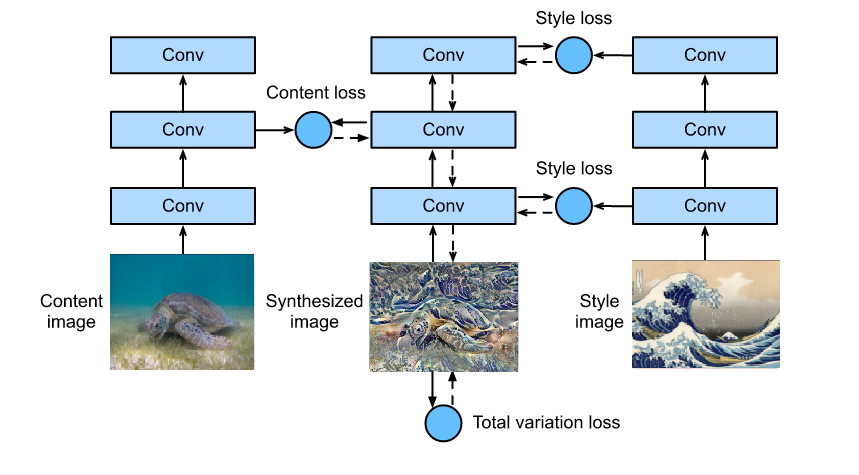 Style loss
Conv
Conv
Conv
Content loss
Conv
Conv
Conv
Style loss
Conv
Conv
Conv
Content
image
Synthesized
image
Style
image
Total variation loss